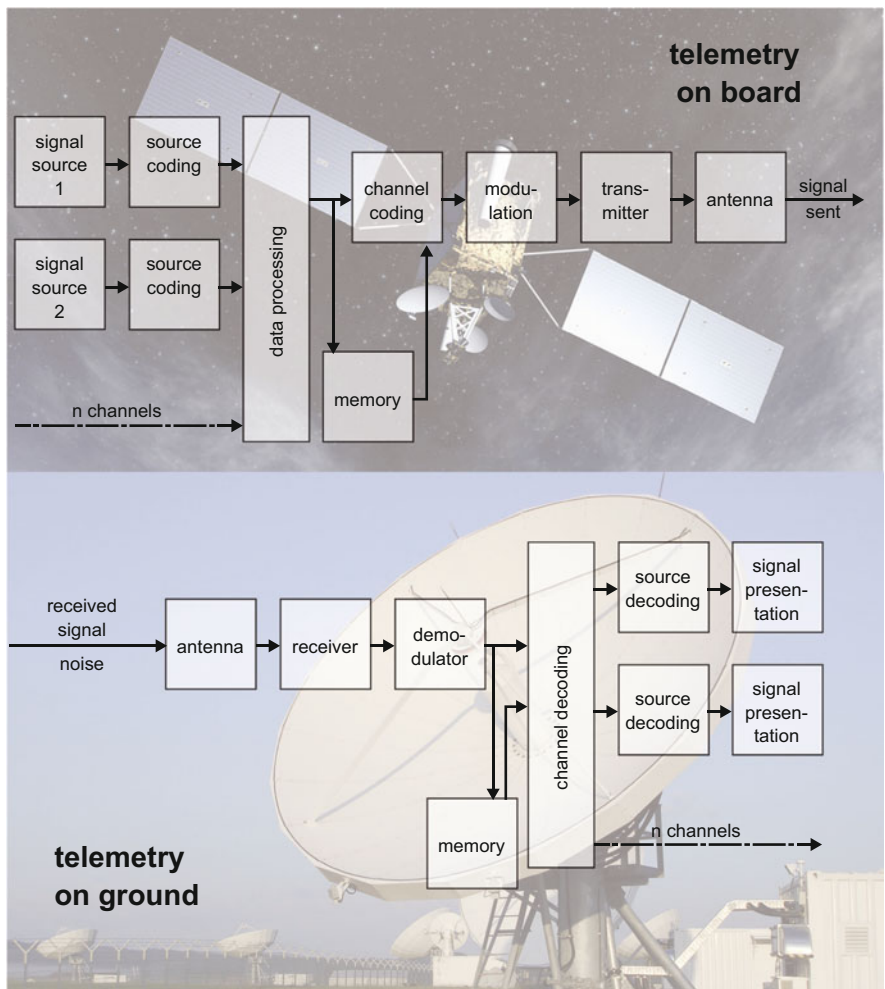 telemetry
on board
signal
source
1
source
coding
signal
source
2
source
coding
n channels
data processing
channel
coding
memory
modu-
lation
trans-
mitter
antenna
signal
sent
received
signal
noise
antenna
receiver
demo-
dulator
memory
channel decoding
source
decoding
signal
presen-
tation
source
decoding
signal
presen-
tation
n channels
telemetry
on ground